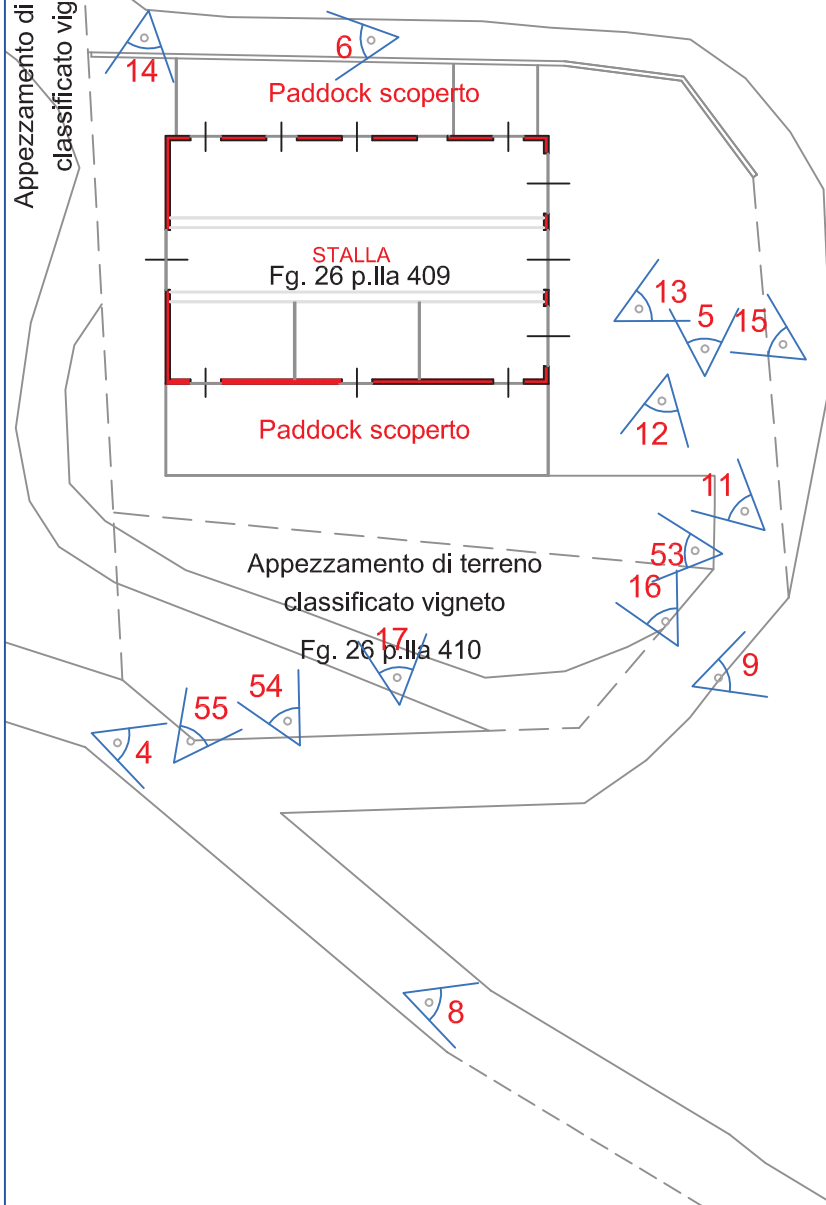 Appezzamento di
classificato vig
14
6
Paddock scoperto
STALLA
Fg. 26 p.lla 409
13
5
15
Paddock scoperto
12
11
53
Appezzamento di terreno
16
classificato vigneto
17
Fg. 26 p.lla 410
9
54
55
4
8